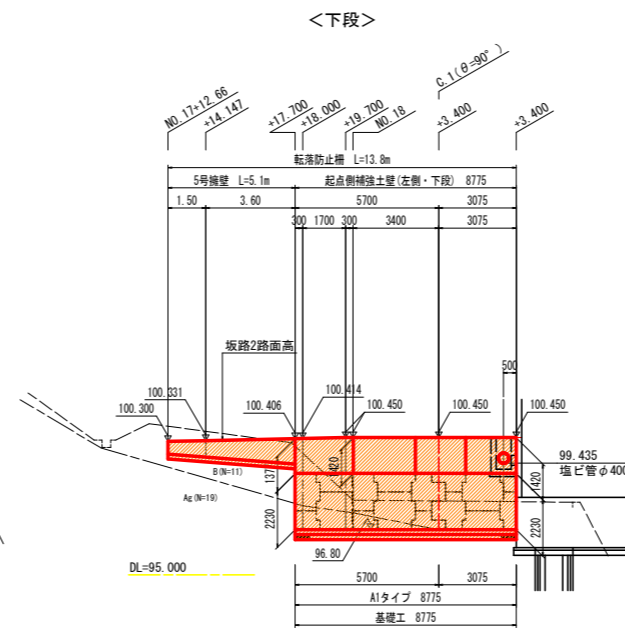 ＜下段＞
NO.17+12.66
+14.147
+17.700
+18.000
+19.700
NO.18
C.1(θ=90°)
+3.400
+3.400
転落防止柵 L=13.8m
5号擁壁 L=5.1m
起点側補強土壁(左側・下段) 8775
1.50
3.60
5700
3075
300
1700
300
3400
3075
坂路2路面高
500
100.300
100.331
100.406
100.414
100.450
100.450
100.450
99.435
塩ビ管φ400
B(N=11)
Ag(N=19)
1420
1420
2230
2230
96.80
DL=95.000
5700
3075
A1タイプ 8775
基礎工 8775